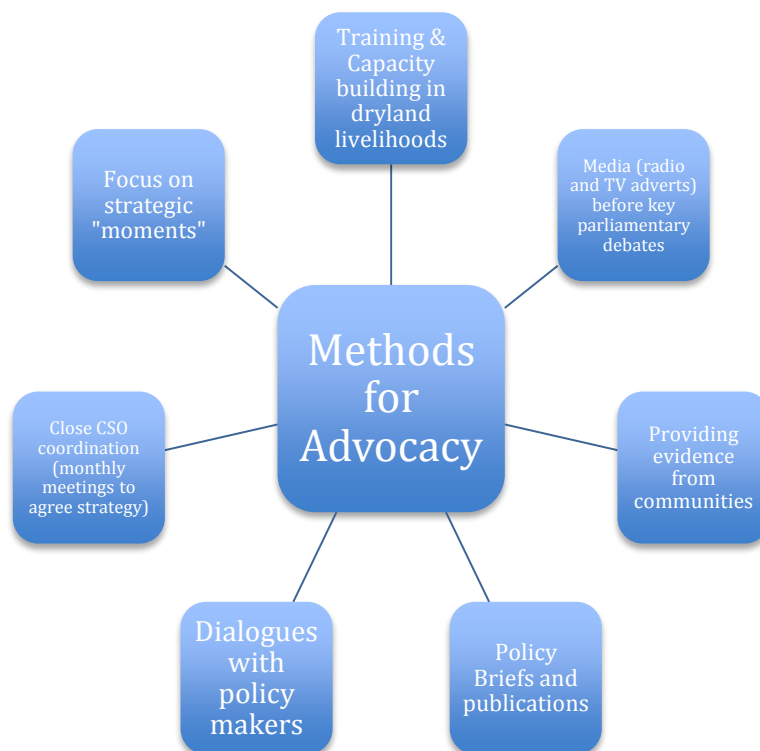 Training &
Capacity
building in
dryland
livelihoods
Media (radio
and TV adverts)
before key
parliamentary
debates
Providing
evidence
from
communities
Policy
Briefs and
publications
Dialogues
with
policy
makers
Close CSO
coordination
(monthly
meetings to
agree strategy)
Focus on
strategic
"moments"
Methods
for
Advocacy